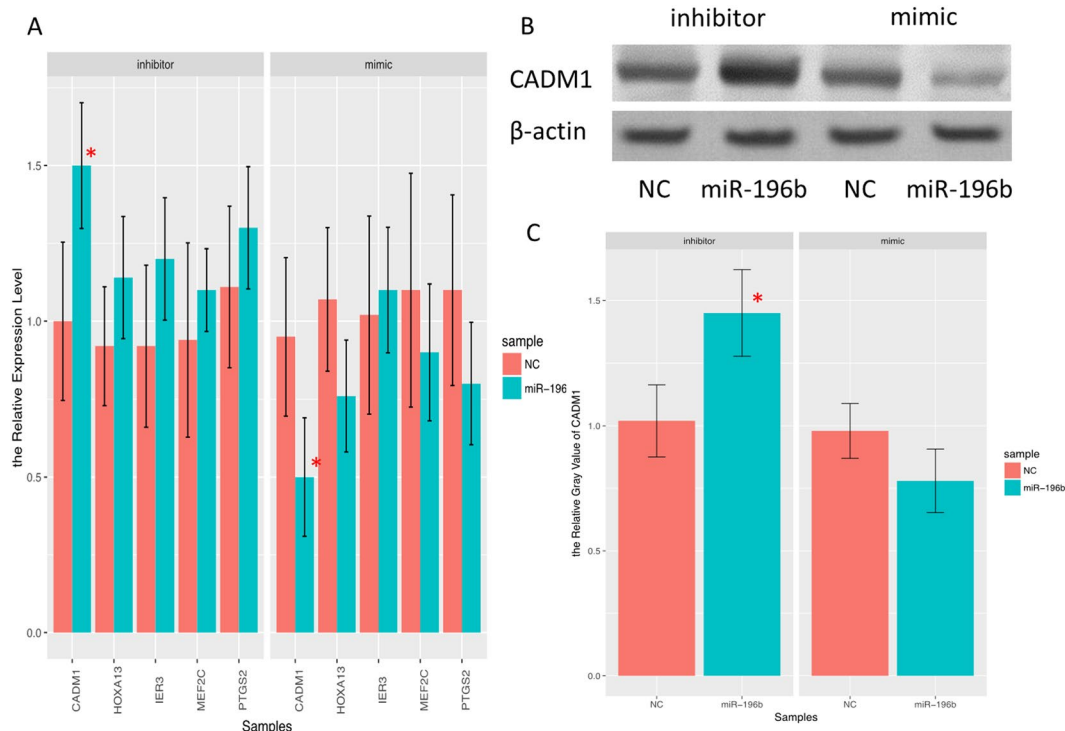 A
inhibitor
mimic
the Relative Expression Level
1.5
1.0
0.5
0.0
*
*
CADM1
HOXA13
IER3
MEF2C
PTGS2
CADM1
HOXA13
IER3
MEF2C
PTGS2
Samples
sample
NC
miR-196
B
inhibitor
mimic
CADM1
β-actin
NC
miR-196b
NC
miR-196b
C
inhibitor
mimic
the Relative Gray Value of CADM1
1.5
1.0
0.5
0.0
*
NC
miR-196b
NC
miR-196b
Samples
sample
NC
miR-196b